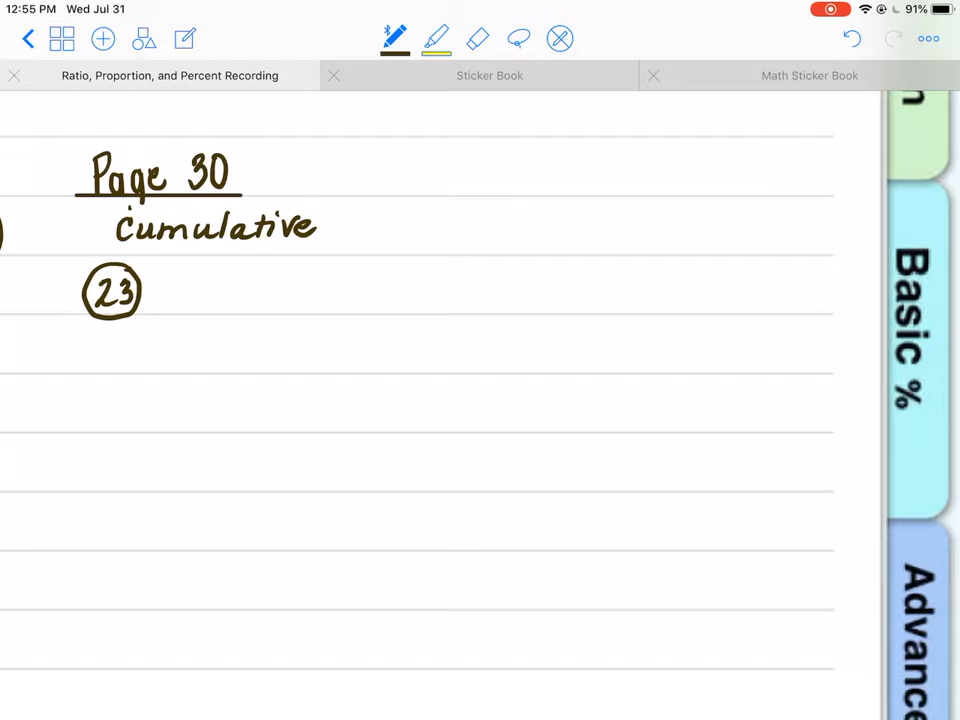 12:55 PM Wed Jul 31
91%
Ratio, Proportion, and Percent Recording
Sticker Book
Math Sticker Book
Page 30
Cumulative
23
Basic %